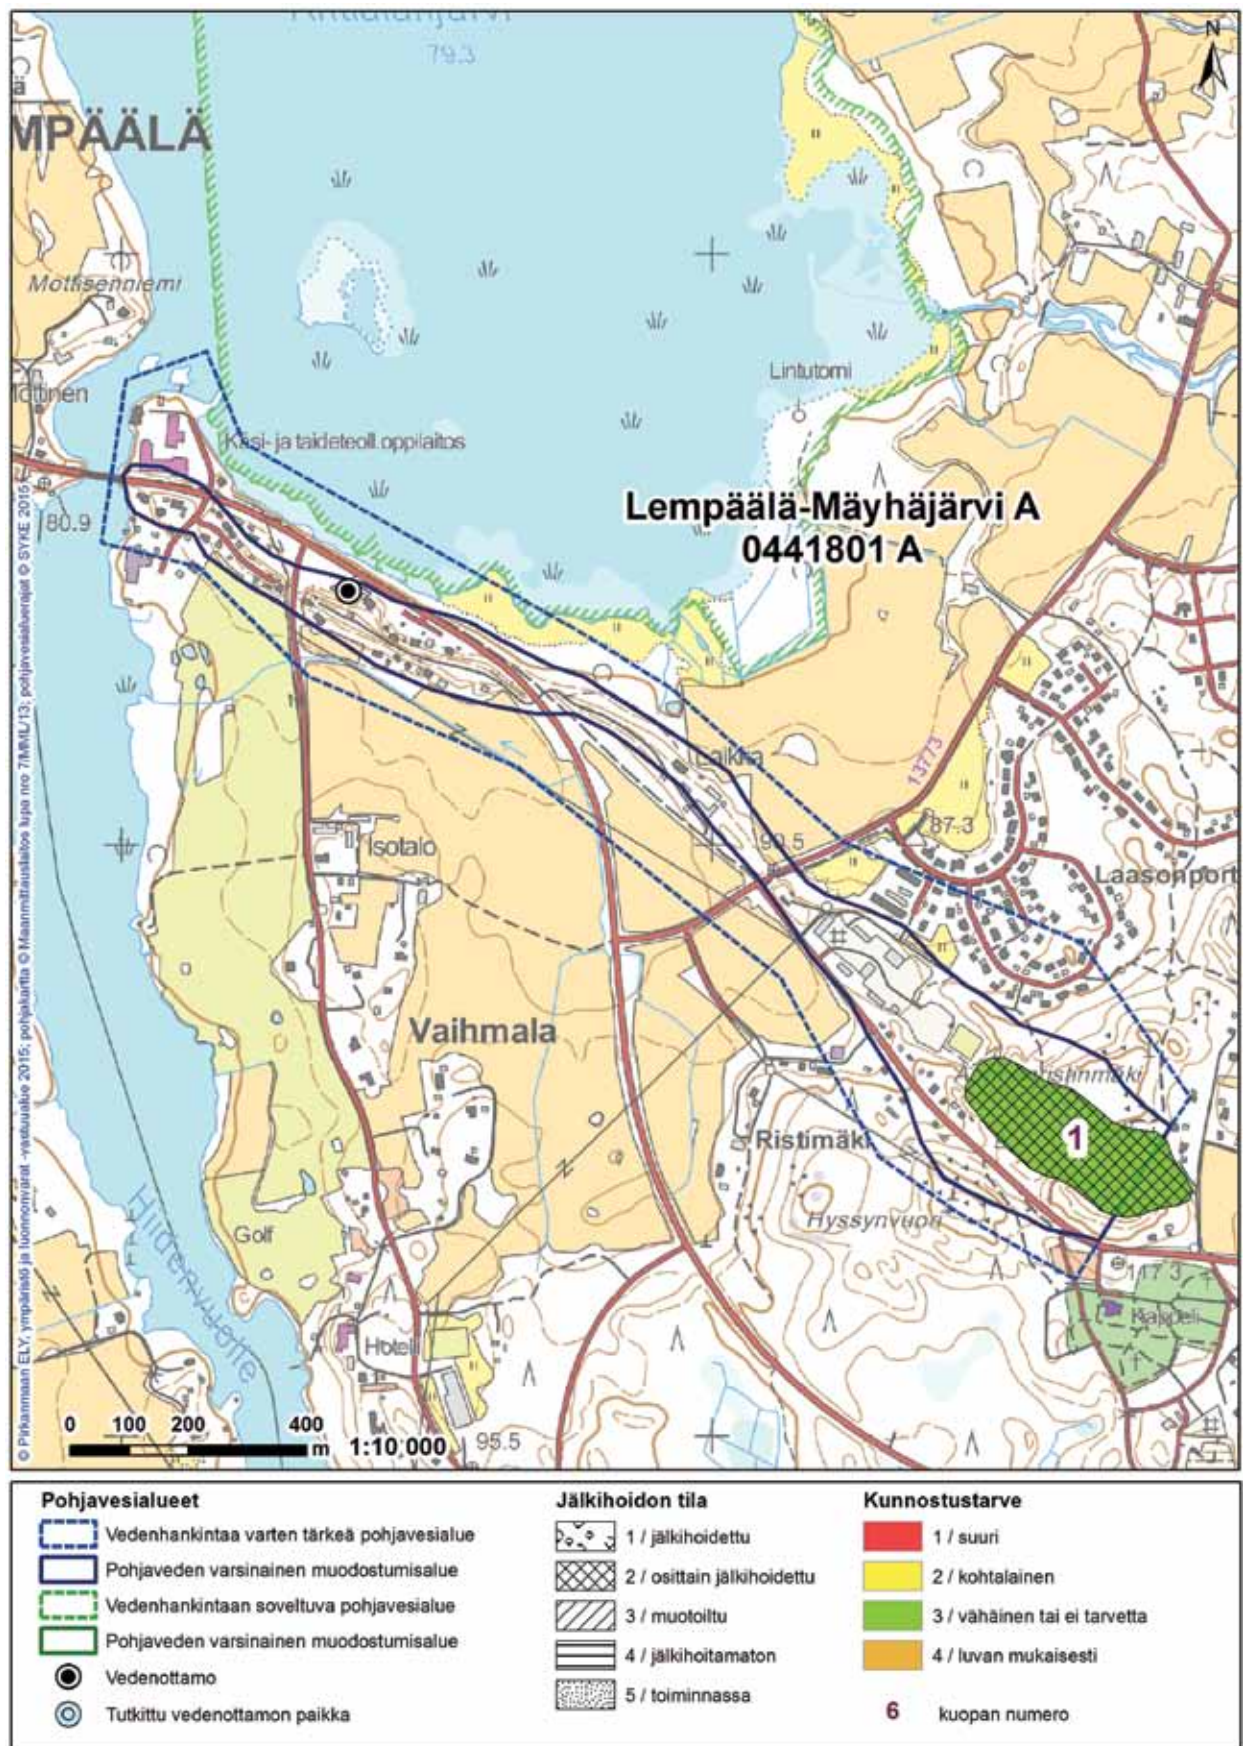 79.3
N
MPÄÄLÄ
Mottisenniemi
Lintutorni
Käsi- ja taideteoll.oppilaitos
80.9
Lempäälä-Mäyhäjärvi A
0441801 A
13773
Laikka
87.3
90.5
Isotalo
Laasonport
Vaihmala
1
Ristimäki
Hyssynvuori
Golf
117.3
Kappeli
Hiidenvuolle
Hotelli
95.5
0 100 200 400
m 1:10 000
© Pirkanmaan ELY, ympäristö ja luonnonvarat -vastuualue 2015; pohjakartta © Maanmittauslaitos lupa nro 7/MML/13; pohjavesialuerajat © SYKE 2015
Pohjavesialueet
Vedenhankintaa varten tärkeä pohjavesialue
Pohjaveden varsinainen muodostumisalue
Vedenhankintaan soveltuva pohjavesialue
Pohjaveden varsinainen muodostumisalue
Vedenottamo
Tutkittu vedenottamon paikka
Jälkihoidon tila
1 / jälkihoidettu
2 / osittain jälkihoidettu
3 / muotoiltu
4 / jälkihoitamaton
5 / toiminnassa
Kunnostustarve
1 / suuri
2 / kohtalainen
3 / vähäinen tai ei tarvetta
4 / luvan mukaisesti
6 kuopan numero